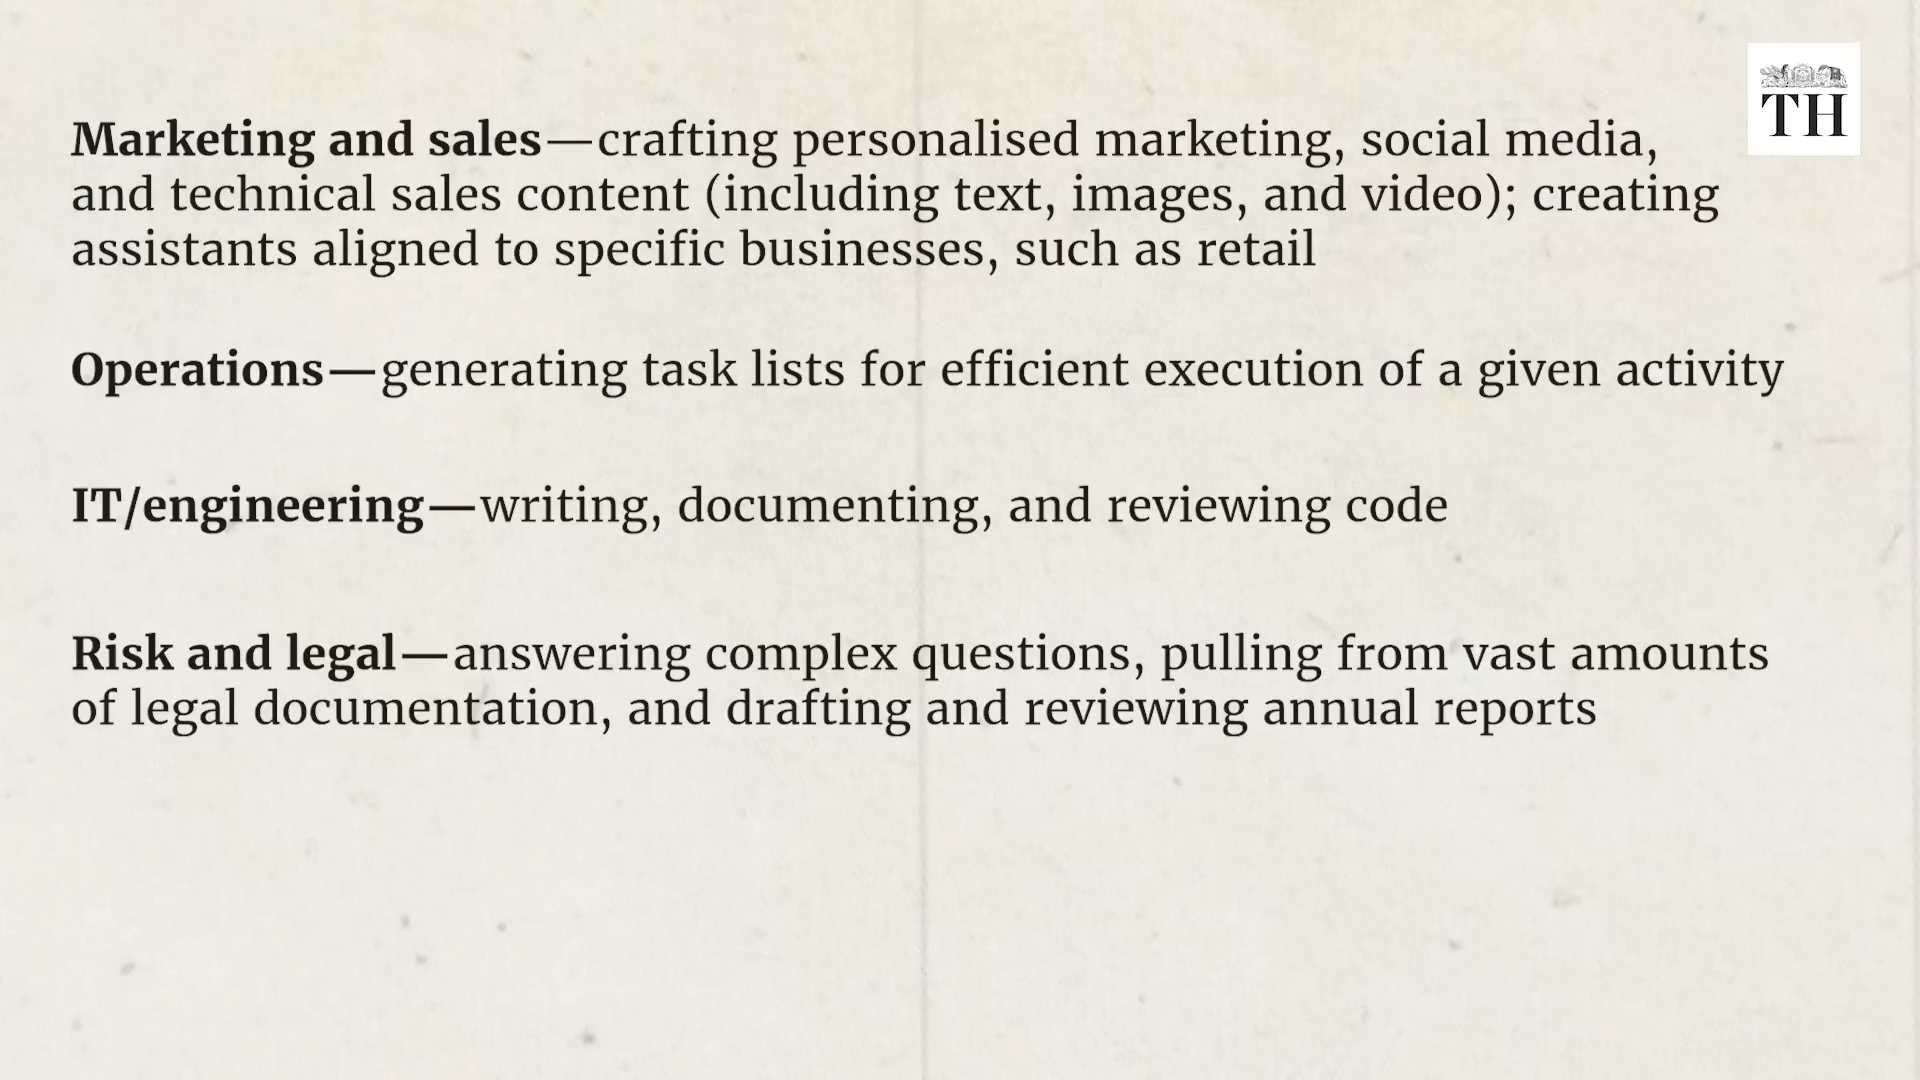 TH
Marketing and sales—crafting personalised marketing, social media,
and technical sales content (including text, images, and video); creating
assistants aligned to specific businesses, such as retail
Operations—generating task lists for efficient execution of a given activity
IT/engineering—writing, documenting, and reviewing code
Risk and legal—answering complex questions, pulling from vast amounts
of legal documentation, and drafting and reviewing annual reports